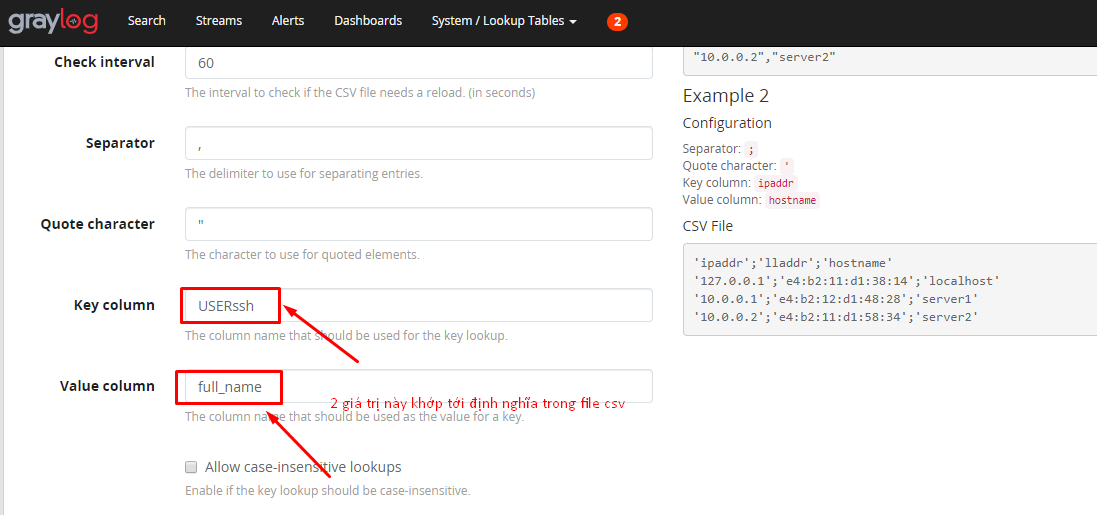 graylog Search Streams Alerts Dashboards System / Lookup Tables 2
Check interval
60
The interval to check if the CSV file needs a reload. (in seconds)
Separator
,
The delimiter to use for separating entries.
Quote character
"
The character to use for quoted elements.
Key column
USERssh
The column name that should be used for the key lookup.
Value column
full_name
2 giá trị này khớp tới định nghĩa trong file csv
The column name that should be used as the value for a key.
Allow case-insensitive lookups
Enable if the key lookup should be case-insensitive.
"10.0.0.2","server2"
Example 2
Configuration
Separator: ;
Quote character: '
Key column: ipaddr
Value column: hostname
CSV File
'ipaddr';'lladdr';'hostname'
'127.0.0.1';'e4:b2:11:d1:38:14';'localhost'
'10.0.0.1';'e4:b2:12:d1:48:28';'server1'
'10.0.0.2';'e4:b2:11:d1:58:34';'server2'